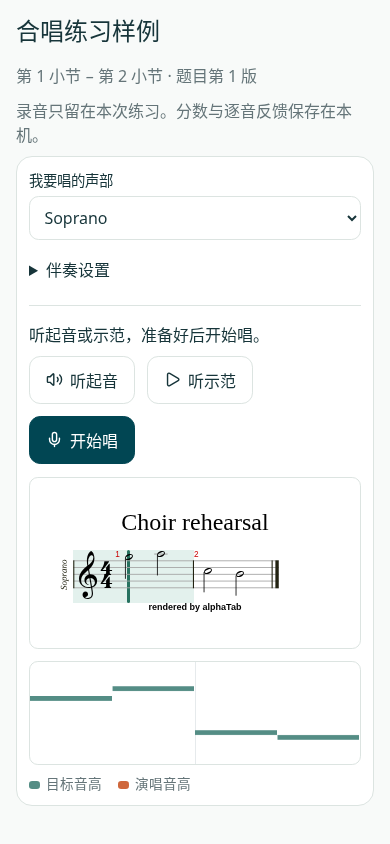 合唱练习样例
第 1 小节 – 第 2 小节 · 题目第 1 版
录音只留在本次练习。分数与逐音反馈保存在本
机。
我要唱的声部
Soprano
伴奏设置
听起音或示范，准备好后开始唱。
听起音
听示范
开始唱
Choir rehearsal
1
2
Soprano
4
4
rendered by alphaTab
目标音高
演唱音高